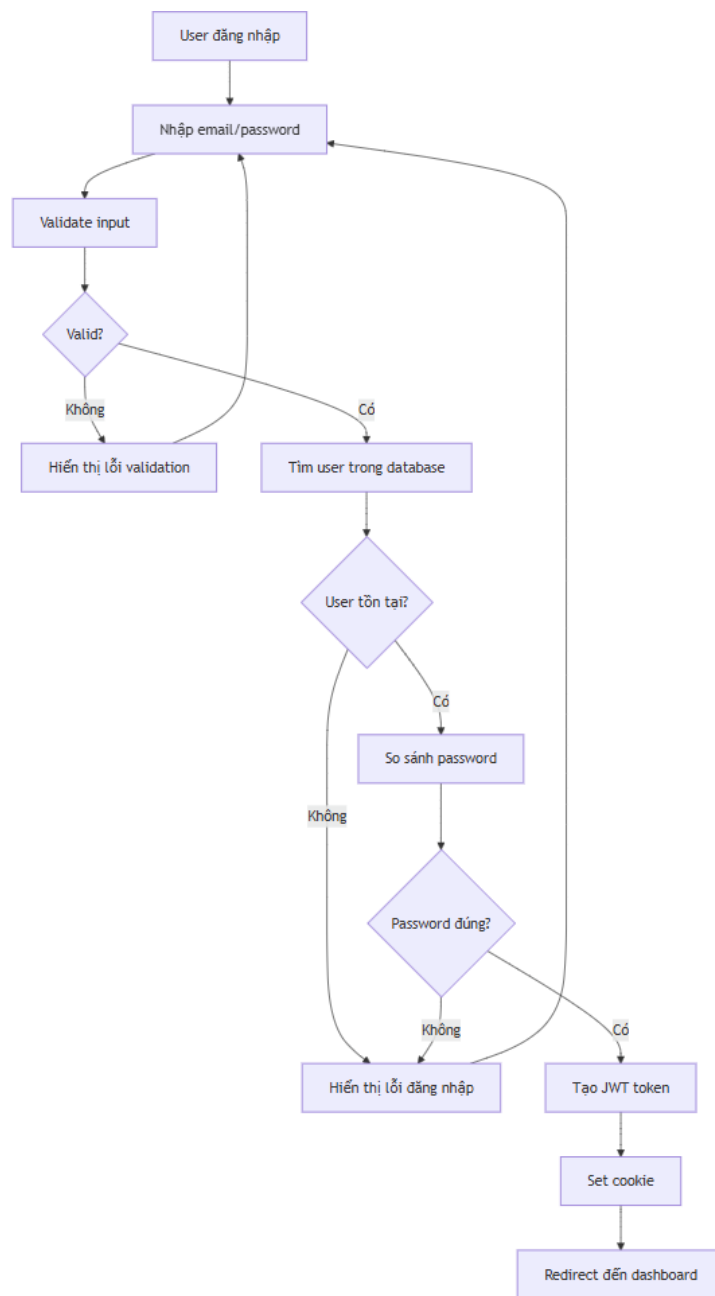 User đăng nhập
Nhập email/password
Validate input
Valid?
Không
Có
Hiển thị lỗi validation
Tìm user trong database
User tồn tại?
Có
So sánh password
Không
Password đúng?
Không
Có
Hiển thị lỗi đăng nhập
Tạo JWT token
Set cookie
Redirect đến dashboard